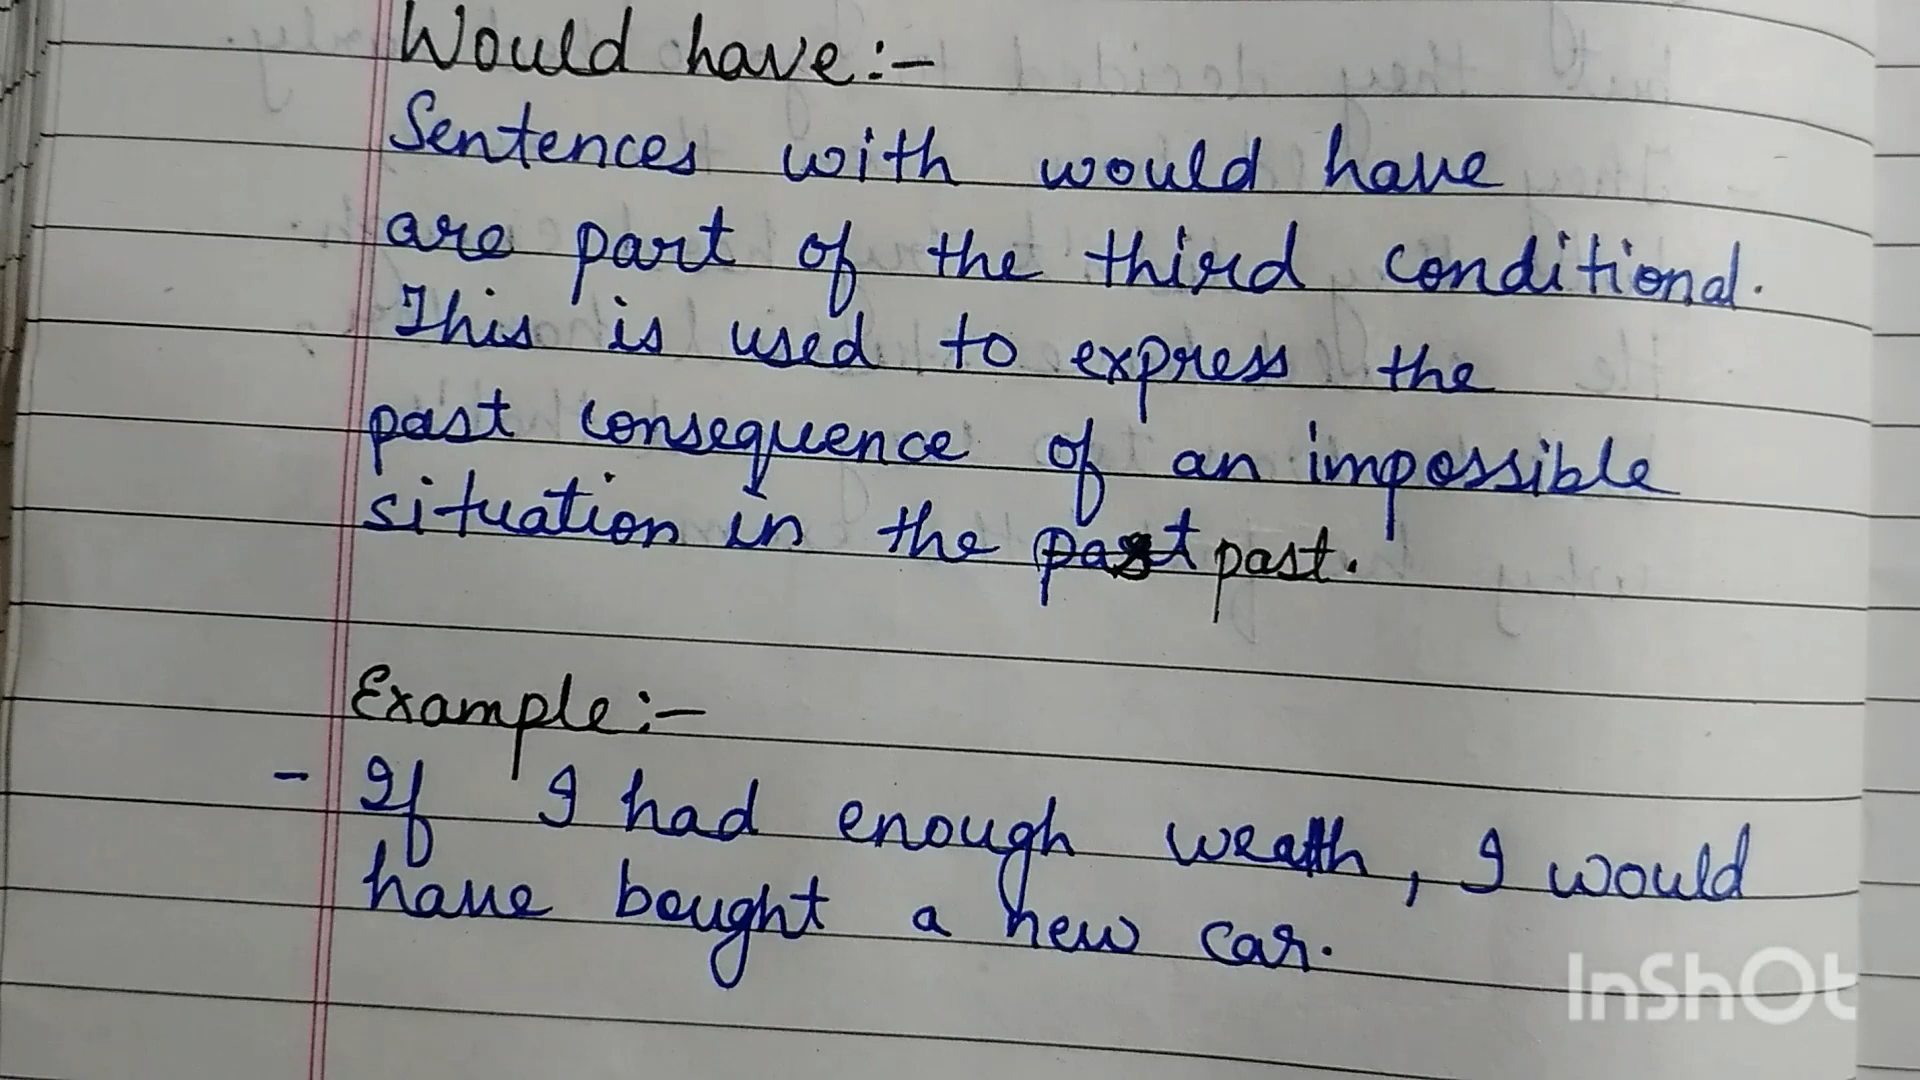 Would have:-
Sentences with would have
are part of the third conditional.
This is used to express the
past consequence of an impossible
situation in the past past.
Example:-
- If I had enough wealth, I would
have bought a new car.
InShOt